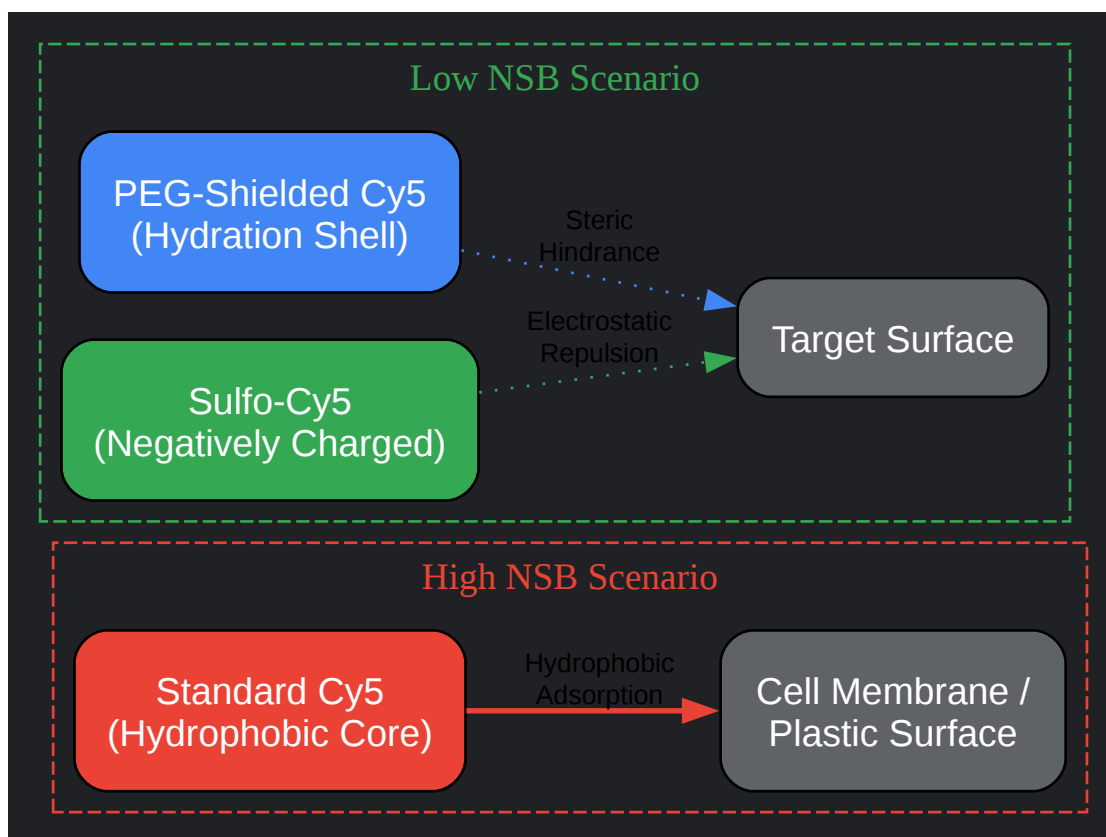 Low NSB Scenario
PEG-Shielded Cy5
(Hydration Shell)
Steric
Hindrance
Electrostatic
Repulsion
Target Surface
Sulfo-Cy5
(Negatively Charged)
High NSB Scenario
Standard Cy5
(Hydrophobic Core)
Hydrophobic
Adsorption
Cell Membrane /
Plastic Surface